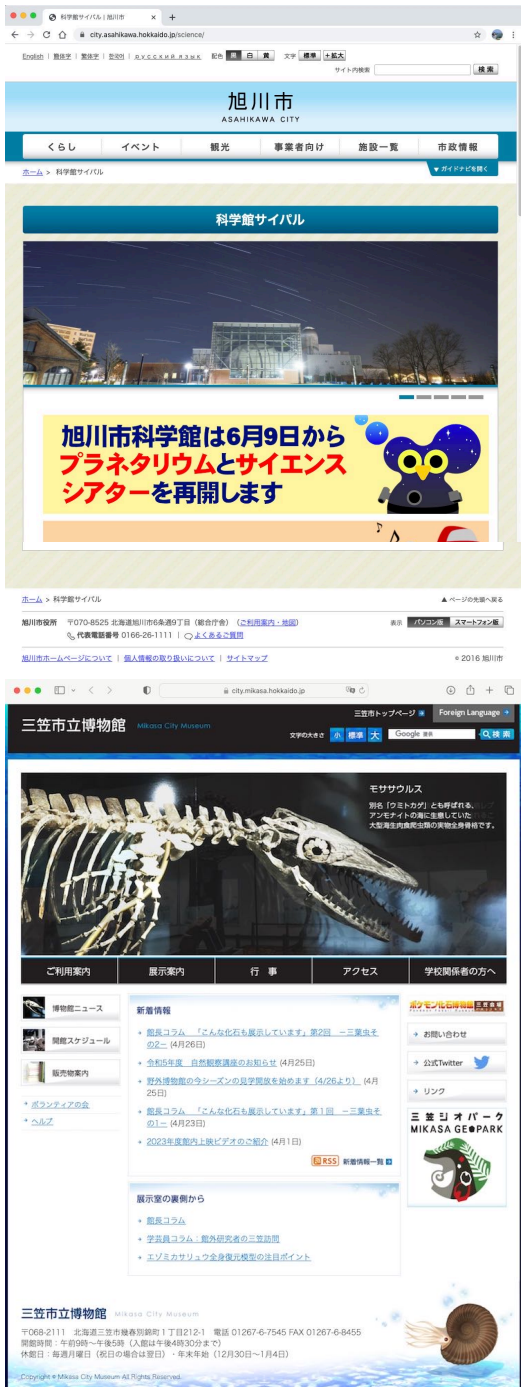 科学館サイパル | 旭川市
city.asahikawa.hokkaido.jp/science/
English | 簡体字 | 繁体字 | 한국어 | русский язык 配色 黒 白 黄 文字 標準 +拡大
サイト内検索 検索
旭川市
ASAHIKAWA CITY
くらし イベント 観光 事業者向け 施設一覧 市政情報
ホーム > 科学館サイパル
▼ ガイドナビを開く
科学館サイパル
旭川市科学館は6月9日から
プラネタリウムとサイエンス
シアターを再開します
ホーム > 科学館サイパル ▲ ページの先頭へ戻る
旭川市役所 〒070-8525 北海道旭川市6条通9丁目（総合庁舎）（ご利用案内・地図） 表示 パソコン版 スマートフォン版
代表電話番号 0166-26-1111 | よくあるご質問
旭川市ホームページについて | 個人情報の取り扱いについて | サイトマップ © 2016 旭川市
city.mikasa.hokkaido.jp
三笠市トップページ Foreign Language
三笠市立博物館 Mikasa City Museum
文字の大きさ 小 標準 大 Google 検索
モササウルス
別名「ウミトカゲ」とも呼ばれる、
アンモナイトの海に生息していた
大型海生肉食爬虫類の実物全身骨格です。
ご利用案内 展示案内 行 事 アクセス 学校関係者の方へ
博物館ニュース
開館スケジュール
販売物案内
ボランティアの会
ヘルプ
新着情報
館長コラム 「こんな化石も展示しています」第2回 －三葉虫そ
の2－ (4月26日)
令和5年度 自然観察講座のお知らせ (4月25日)
野外博物館の今シーズンの見学開放を始めます（4/26より） (4月
25日)
館長コラム 「こんな化石も展示しています」第1回 －三葉虫そ
の1－ (4月23日)
2023年度館内上映ビデオのご紹介 (4月1日)
RSS 新着情報一覧
展示室の裏側から
館長コラム
学芸員コラム：館外研究者の三笠訪問
エゾミカサリュウ全身復元模型の注目ポイント
ポケモン化石博物館
お問い合わせ
公式Twitter
リンク
三笠ジオパーク
MIKASA GEOPARK
三笠市立博物館 Mikasa City Museum
〒068-2111 北海道三笠市幾春別錦町1丁目212-1 電話 01267-6-7545 FAX 01267-6-8455
開館時間：午前9時〜午後5時（入館は午後4時30分まで）
休館日：毎週月曜日（祝日の場合は翌日）・年末年始（12月30日〜1月4日）
Copyright © Mikasa City Museum All Rights Reserved.